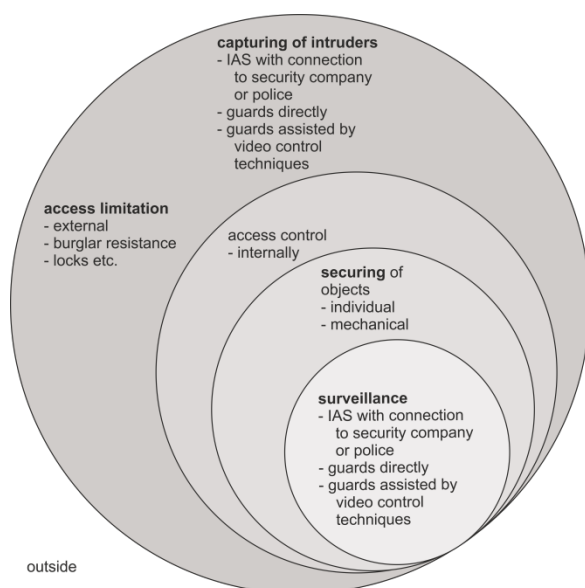 capturing of intruders
- IAS with connection
to security company
or police
- guards directly
- guards assisted by
video control
techniques
access limitation
- external
- burglar resistance
- locks etc.
access control
- internally
securing of
objects
- individual
- mechanical
surveillance
- IAS with connection
to security company
or police
- guards directly
- guards assisted by
video control
techniques
outside